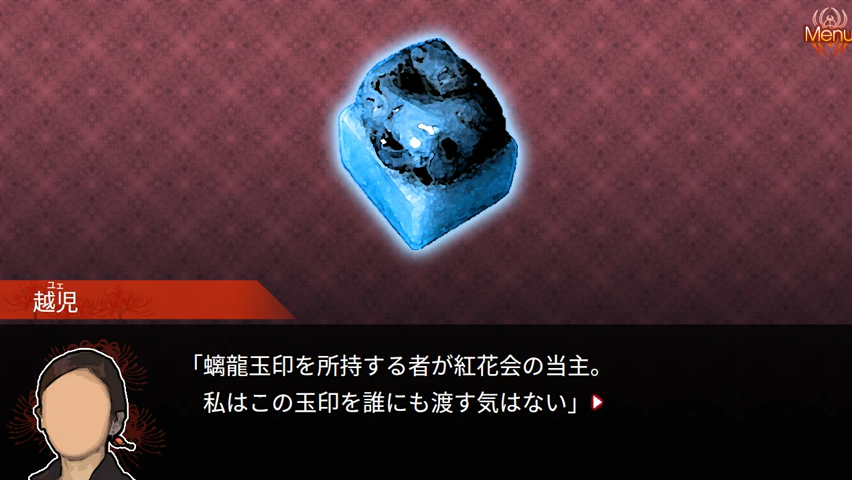 Menu
ユェ
越児
「螭龍玉印を所持する者が紅花会の当主。
私はこの玉印を誰にも渡す気はない」